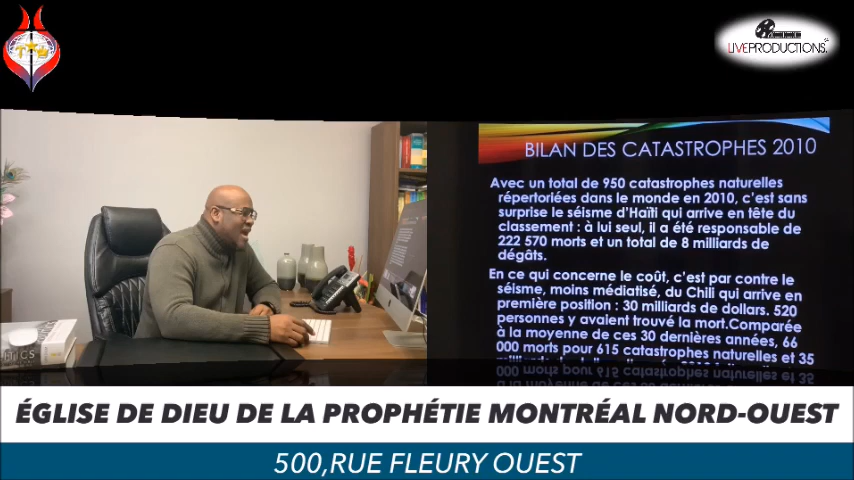 LIVEPRODUCTIONS.
BILAN DES CATASTROPHES 2010
Avec un total de 950 catastrophes naturelles
répertoriées dans le monde en 2010, c'est sans
surprise le séisme d'Haïti qui arrive en tête du
classement : à lui seul, il a été responsable de
222 570 morts et un total de 8 milliards de
dégâts.
En ce qui concerne le coût, c'est par contre le
séisme, moins médiatisé, du Chili qui arrive en
première position : 30 milliards de dollars. 520
personnes y avaient trouvé la mort.Comparée
à la moyenne de ces 30 dernières années, 66
000 morts pour 615 catastrophes naturelles et 35
ÉGLISE DE DIEU DE LA PROPHÉTIE MONTRÉAL NORD-OUEST
500,RUE FLEURY OUEST